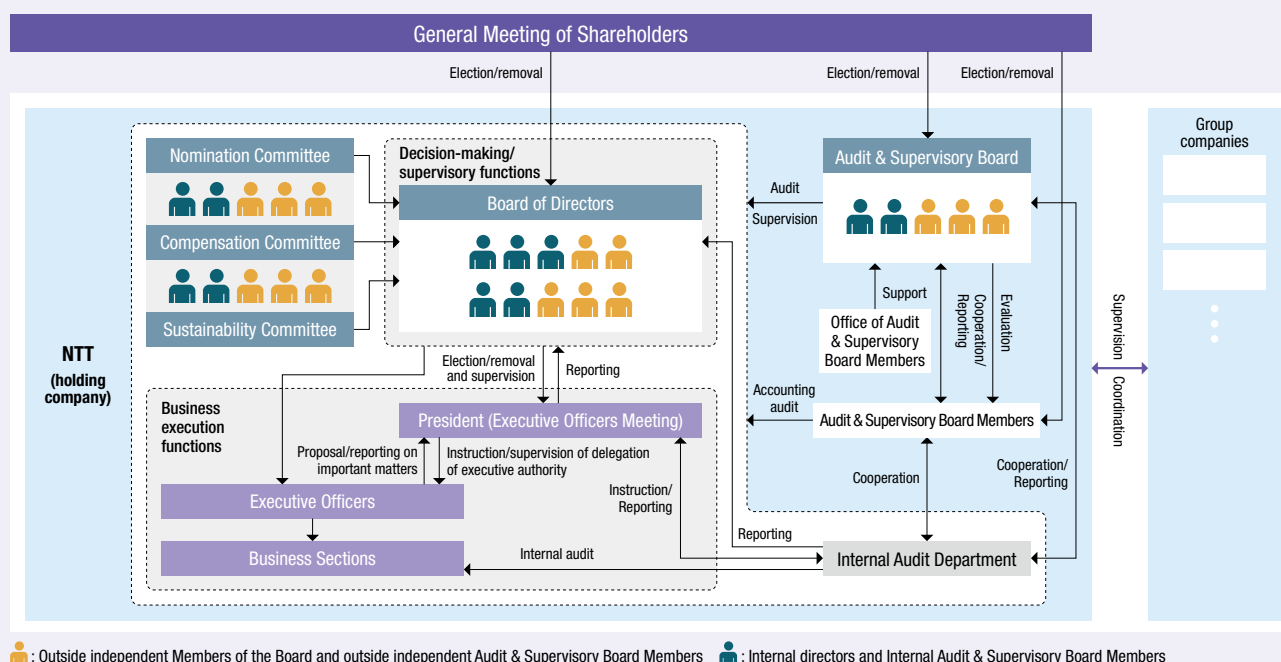 General Meeting of Shareholders
Election/removal
Election/removal
Election/removal
Nomination Committee
Compensation Committee
Sustainability Committee
Decision-making/
supervisory functions
Board of Directors
Audit
Supervision
Audit & Supervisory Board
Support
Office of Audit
& Supervisory
Board Members
Cooperation/
Reporting
Evaluation
Group
companies
Supervision
Coordination
NTT
(holding
company)
Election/removal
and supervision
Reporting
Accounting
audit
Audit & Supervisory Board Members
Business
execution
functions
President (Executive Officers Meeting)
Proposal/reporting on
important matters
Instruction/supervision of delegation
of executive authority
Executive Officers
Business Sections
Instruction/
Reporting
Cooperation
Cooperation/
Reporting
Reporting
Internal audit
Internal Audit Department
: Outside independent Members of the Board and outside independent Audit & Supervisory Board Members
: Internal directors and Internal Audit & Supervisory Board Members